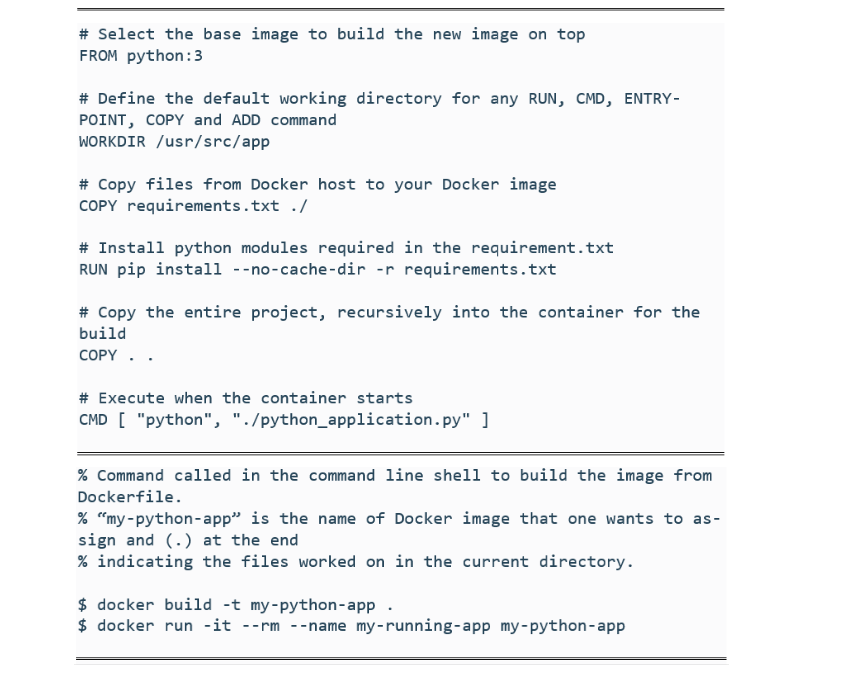 # Select the base image to build the new image on top
FROM python:3
# Define the default working directory for any RUN, CMD, ENTRY-
POINT, COPY and ADD command
WORKDIR /usr/src/app
# Copy files from Docker host to your Docker image
COPY requirements.txt ./
# Install python modules required in the requirement.txt
RUN pip install --no-cache-dir -r requirements.txt
# Copy the entire project, recursively into the container for the
build
COPY . .
# Execute when the container starts
CMD [ "python", "./python_application.py" ]
% Command called in the command line shell to build the image from
Dockerfile.
% “my-python-app” is the name of Docker image that one wants to as-
sign and (.) at the end
% indicating the files worked on in the current directory.
$ docker build -t my-python-app .
$ docker run -it --rm --name my-running-app my-python-app